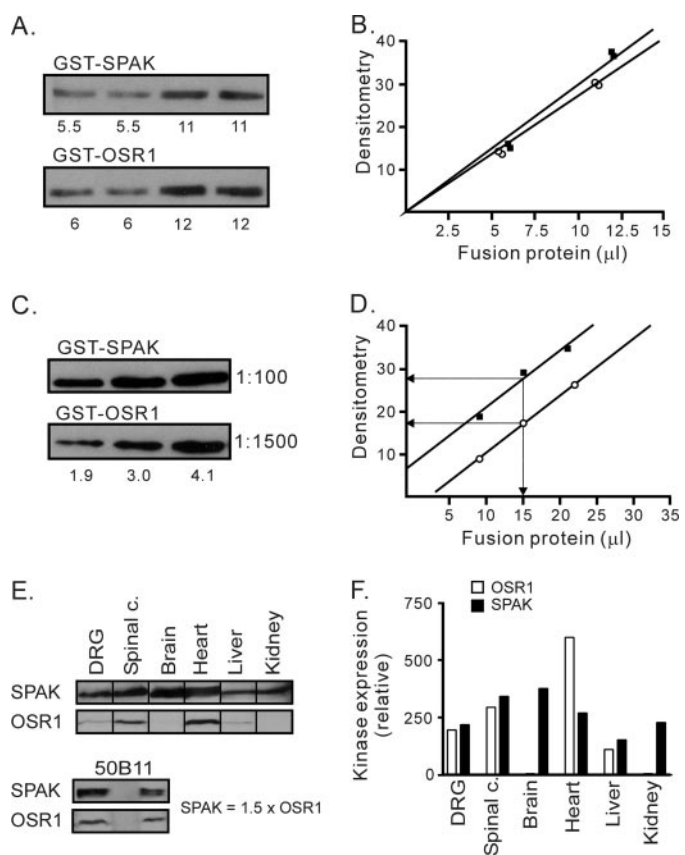 A.
GST-SPAK
5.5 5.5 11 11
GST-OSR1
6 6 12 12
B.
Densitometry
40
30
20
10
2.5 5 7.5 10 12.5 15
Fusion protein (µl)
C.
GST-SPAK
1:100
GST-OSR1
1:1500
1.9 3.0 4.1
D.
Densitometry
40
30
20
10
5 10 15 20 25 30 35
Fusion protein (µl)
E.
DRG Spinal c. Brain Heart Liver Kidney
SPAK
OSR1
50B11
SPAK
OSR1
SPAK = 1.5 x OSR1
F.
OSR1
SPAK
Kinase expression
(relative)
750
500
250
0
DRG Spinal c. Brain Heart Liver Kidney